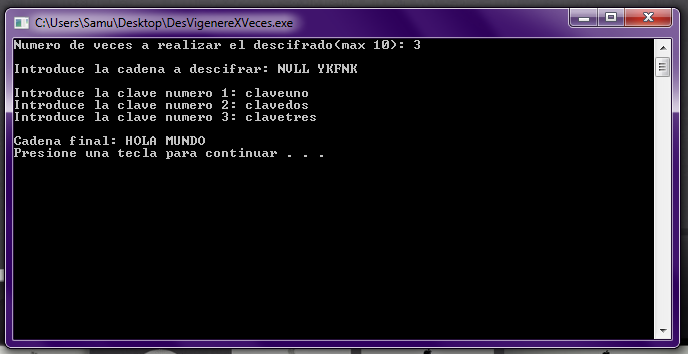 C:\Users\Samu\Desktop\DesVigenereXVeces.exe
Numero de veces a realizar el descifrado(max 10): 3
Introduce la cadena a descifrar: NVLL YKFNK
Introduce la clave numero 1: claveuno
Introduce la clave numero 2: clavedos
Introduce la clave numero 3: clavetres
Cadena final: HOLA MUNDO
Presione una tecla para continuar . . .